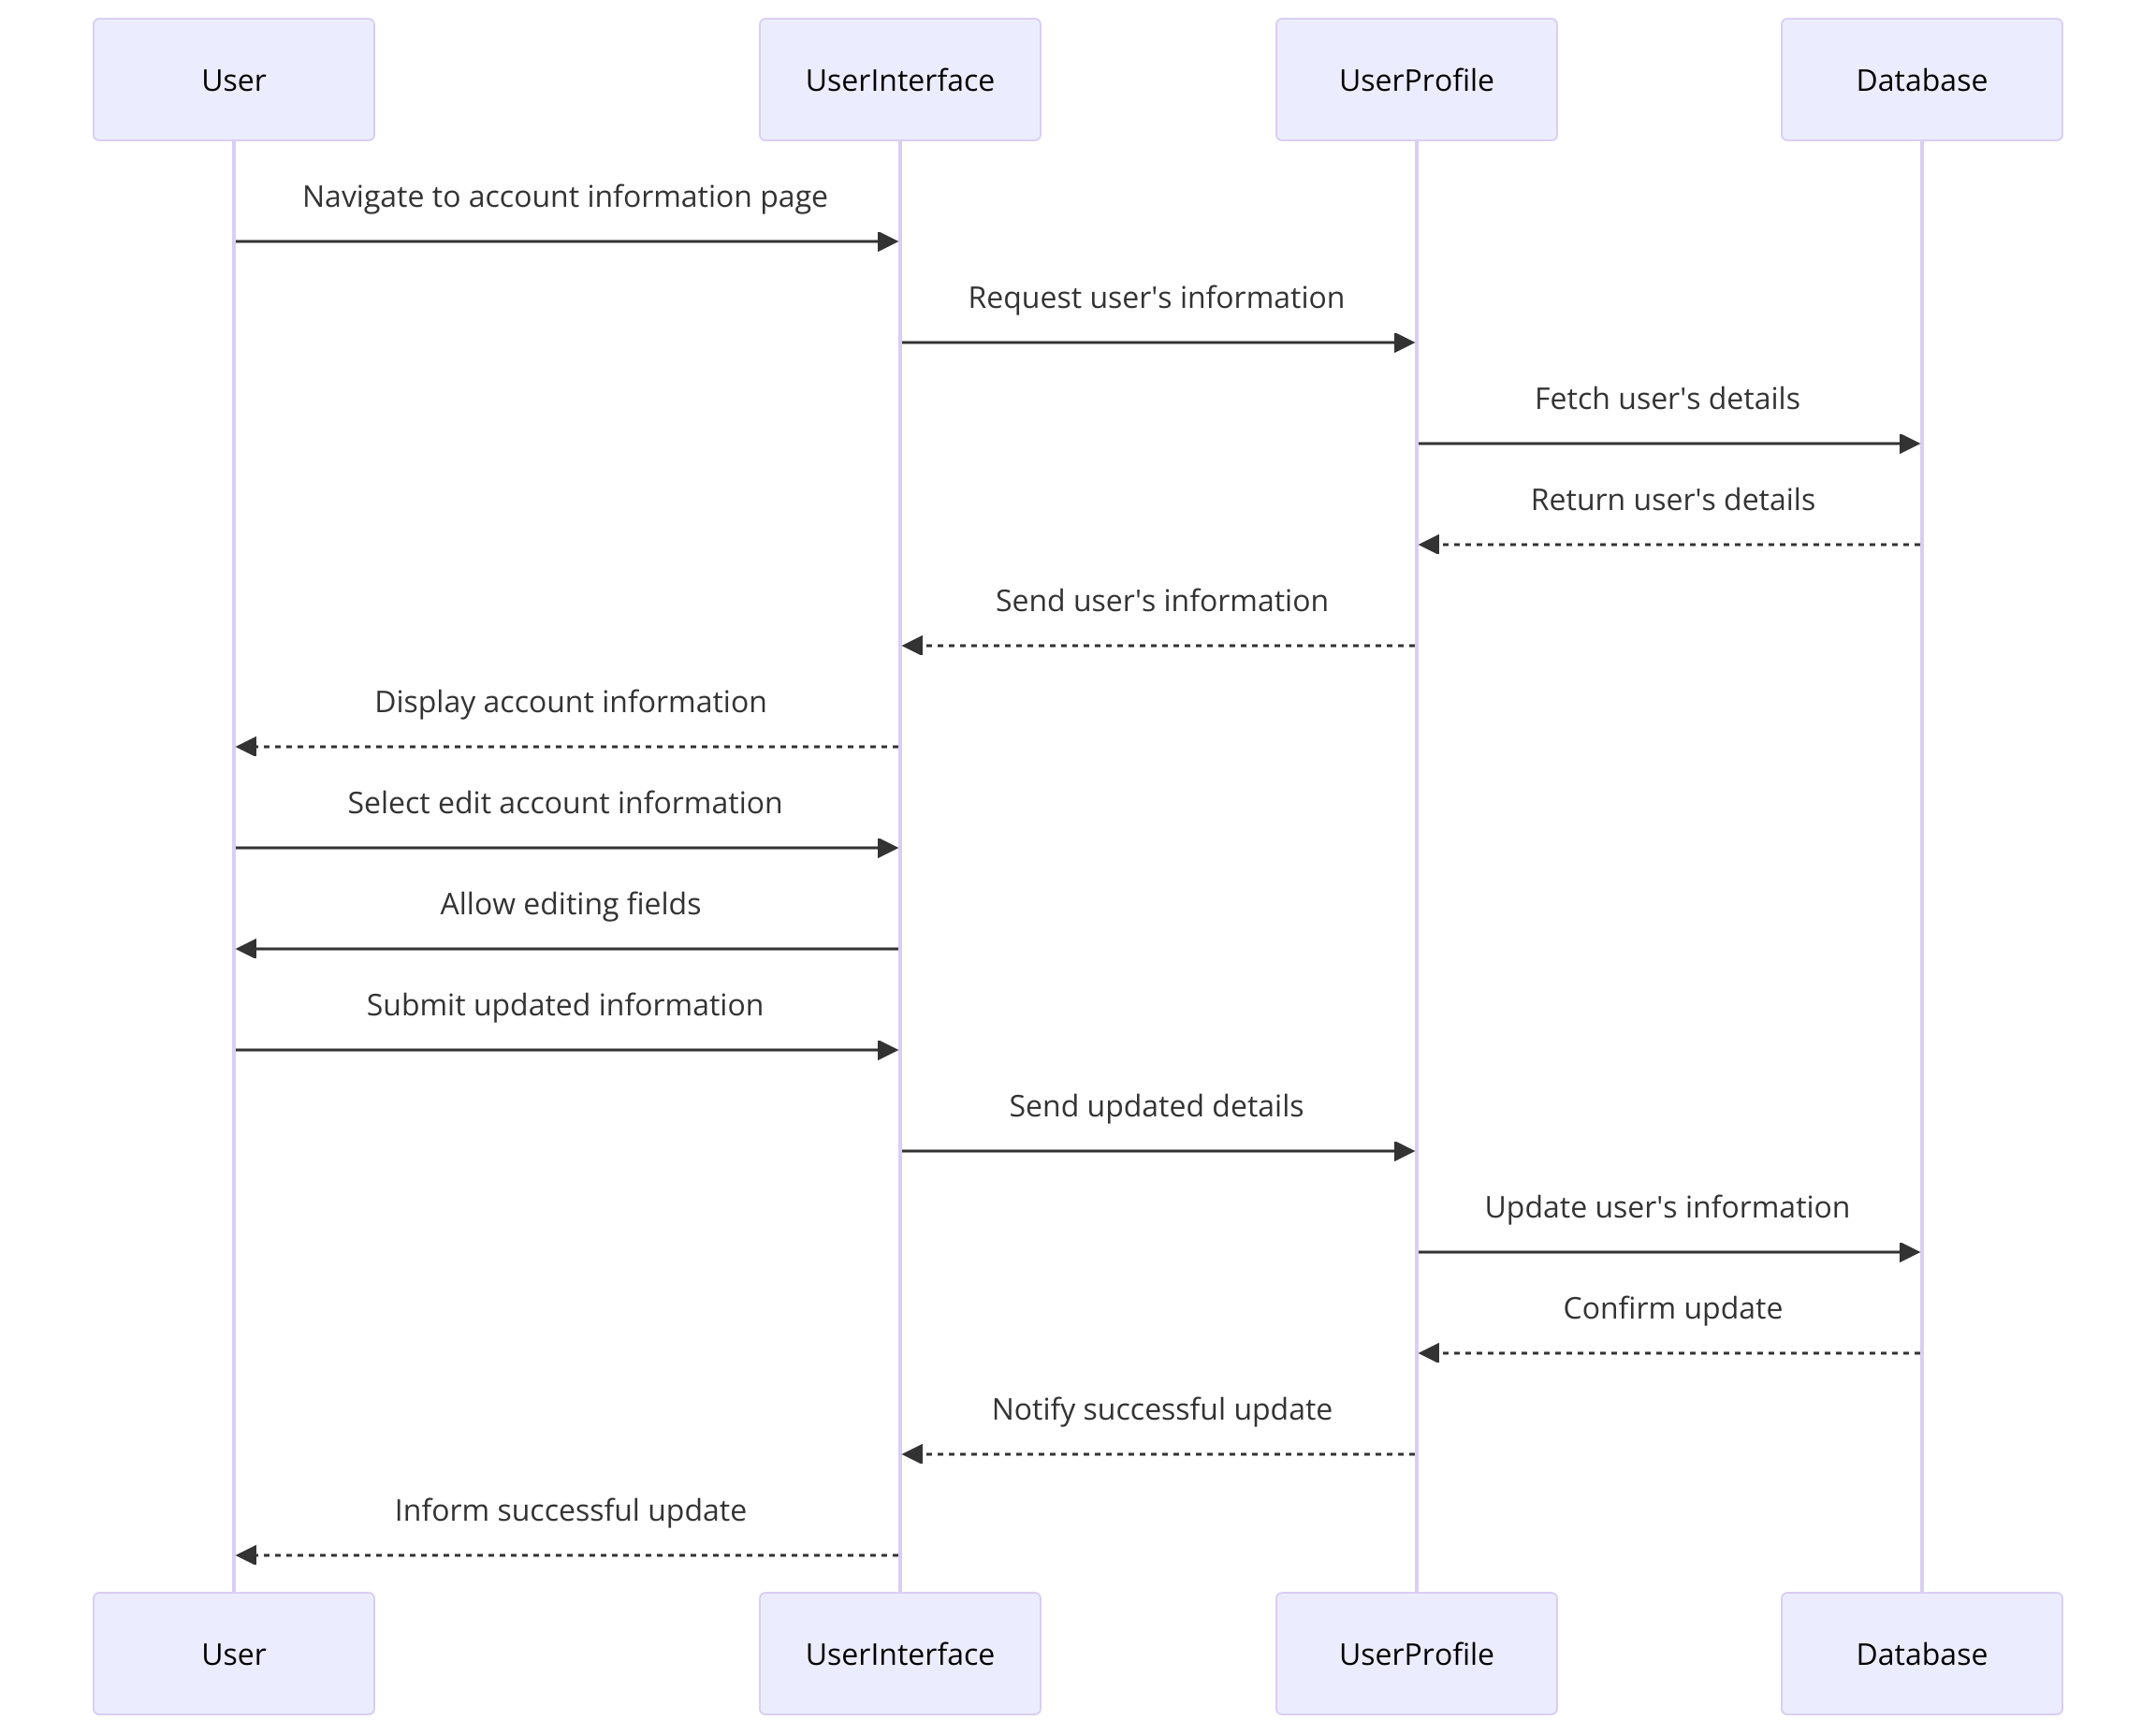 User
UserInterface
UserProfile
Database
Navigate to account information page
Request user's information
Fetch user's details
Return user's details
Send user's information
Display account information
Select edit account information
Allow editing fields
Submit updated information
Send updated details
Update user's information
Confirm update
Notify successful update
Inform successful update
User
UserInterface
UserProfile
Database